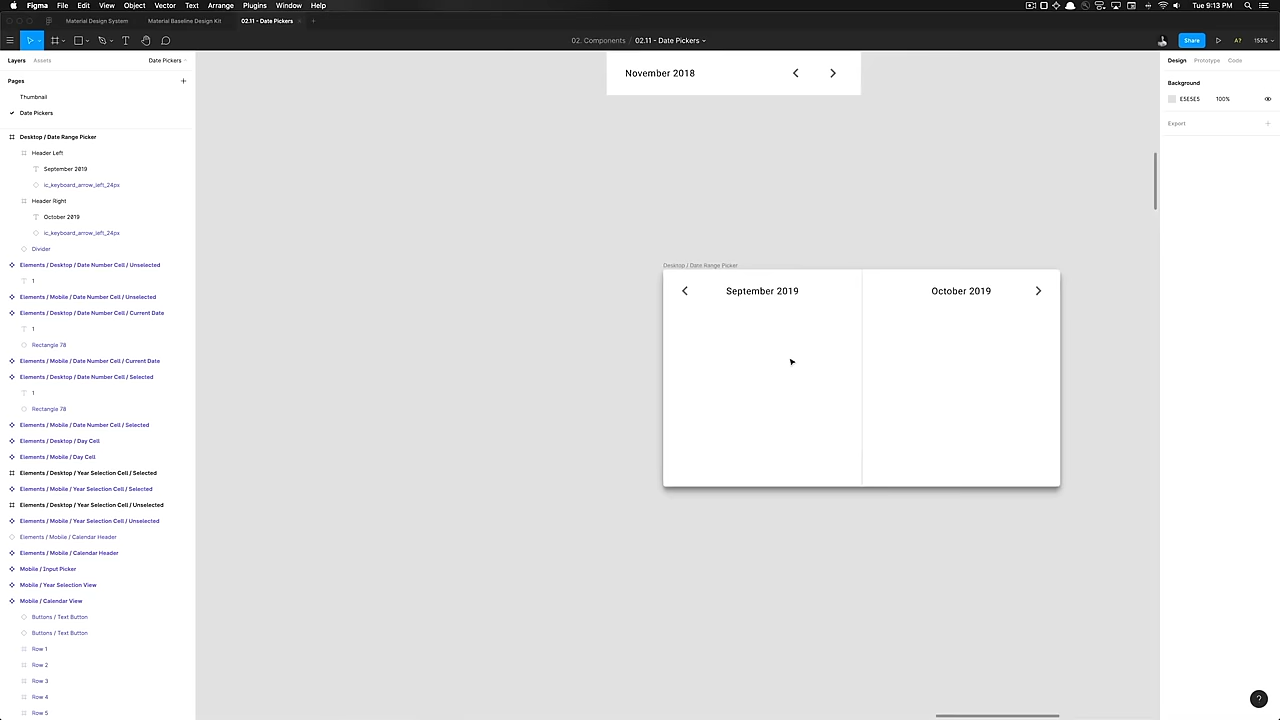 Figma File Edit View Object Vector Text Arrange Plugins Window Help
Tue 9:13 PM
Material Design System
Material Baseline Design Kit
02.11 - Date Pickers
02. Components / 02.11 - Date Pickers
Share
A?
155%
Layers
Assets
Date Pickers
Pages
Thumbnail
Date Pickers
Desktop / Date Range Picker
Header Left
September 2019
ic_keyboard_arrow_left_24px
Header Right
October 2019
ic_keyboard_arrow_left_24px
Divider
Elements / Desktop / Date Number Cell / Unselected
1
Elements / Mobile / Date Number Cell / Unselected
Elements / Desktop / Date Number Cell / Current Date
1
Rectangle 78
Elements / Mobile / Date Number Cell / Current Date
Elements / Desktop / Date Number Cell / Selected
1
Rectangle 78
Elements / Mobile / Date Number Cell / Selected
Elements / Desktop / Day Cell
Elements / Mobile / Day Cell
Elements / Desktop / Year Selection Cell / Selected
Elements / Mobile / Year Selection Cell / Selected
Elements / Desktop / Year Selection Cell / Unselected
Elements / Mobile / Year Selection Cell / Unselected
Elements / Mobile / Calendar Header
Elements / Mobile / Calendar Header
Mobile / Input Picker
Mobile / Year Selection View
Mobile / Calendar View
Buttons / Text Button
Buttons / Text Button
Row 1
Row 2
Row 3
Row 4
Row 5
November 2018
Desktop / Date Range Picker
September 2019
October 2019
Design
Prototype
Code
Background
E5E5E5
100%
Export
?